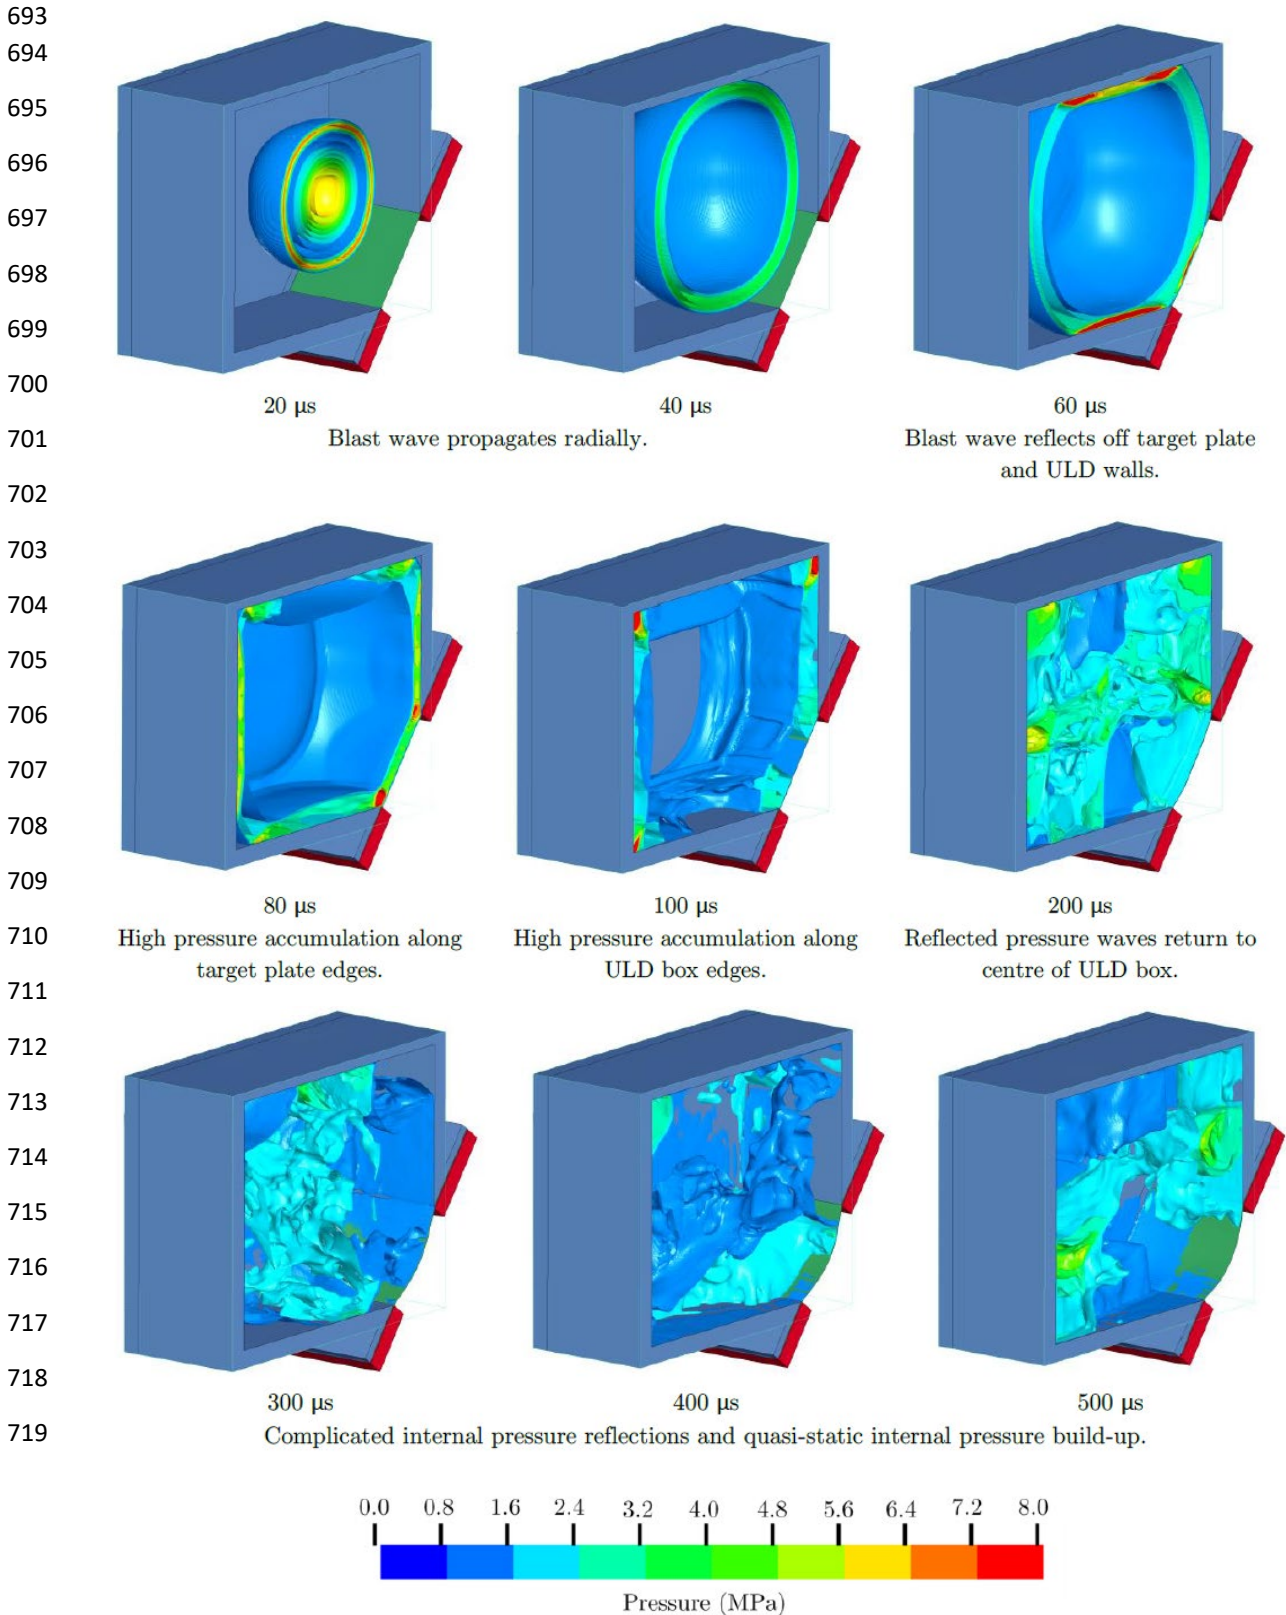 693
694
695
696
697
698
699
700
20 µs
40 µs
60 µs
701
Blast wave propagates radially.
Blast wave reflects off target plate
and ULD walls.
702
703
704
705
706
707
708
709
80 µs
100 µs
200 µs
710
High pressure accumulation along
target plate edges.
High pressure accumulation along
ULD box edges.
Reflected pressure waves return to
centre of ULD box.
711
712
713
714
715
716
717
718
300 µs
400 µs
500 µs
719
Complicated internal pressure reflections and quasi-static internal pressure build-up.
0.0 0.8 1.6 2.4 3.2 4.0 4.8 5.6 6.4 7.2 8.0
Pressure (MPa)